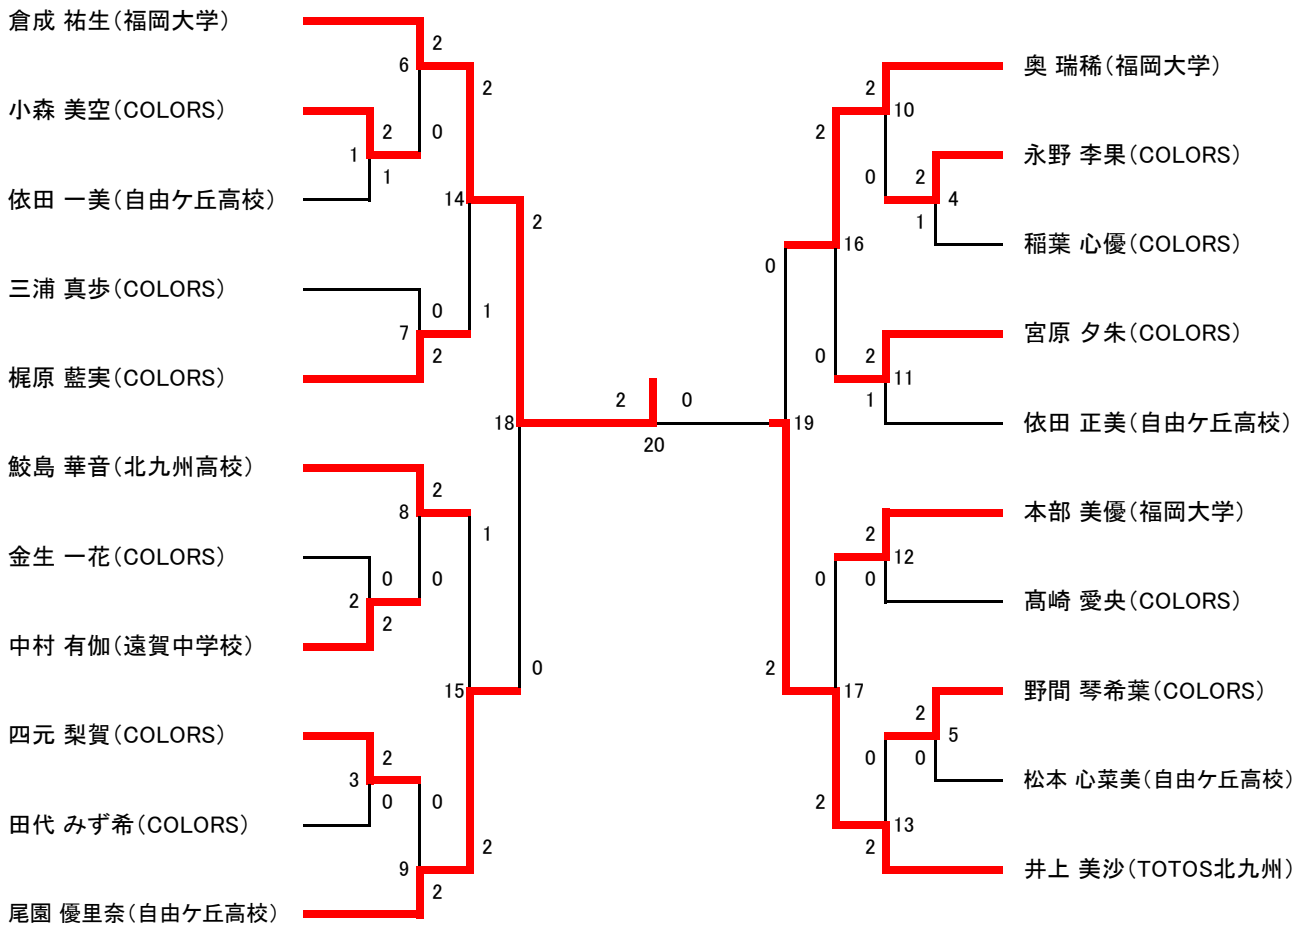 倉成 祐生(福岡大学)
2
6
2
小森 美空(COLORS)
2
0
1
1
依田 一美(自由ケ丘高校)
14
2
三浦 真歩(COLORS)
0
1
7
2
梶原 藍実(COLORS)
18
鮫島 華音(北九州高校)
2
8
1
金生 一花(COLORS)
0
0
2
2
中村 有伽(遠賀中学校)
0
15
四元 梨賀(COLORS)
2
3
0
0
田代 みず希(COLORS)
2
9
2
尾園 優里奈(自由ケ丘高校)
2
0
20
奥 瑞稀(福岡大学)
2
10
2
永野 李果(COLORS)
0
2
4
1
16
稲葉 心優(COLORS)
0
宮原 夕朱(COLORS)
0
2
11
1
19
依田 正美(自由ケ丘高校)
本部 美優(福岡大学)
2
12
0
0
髙崎 愛央(COLORS)
2
17
野間 琴希葉(COLORS)
2
5
0
0
松本 心菜美(自由ケ丘高校)
2
13
2
井上 美沙(TOTOS北九州)